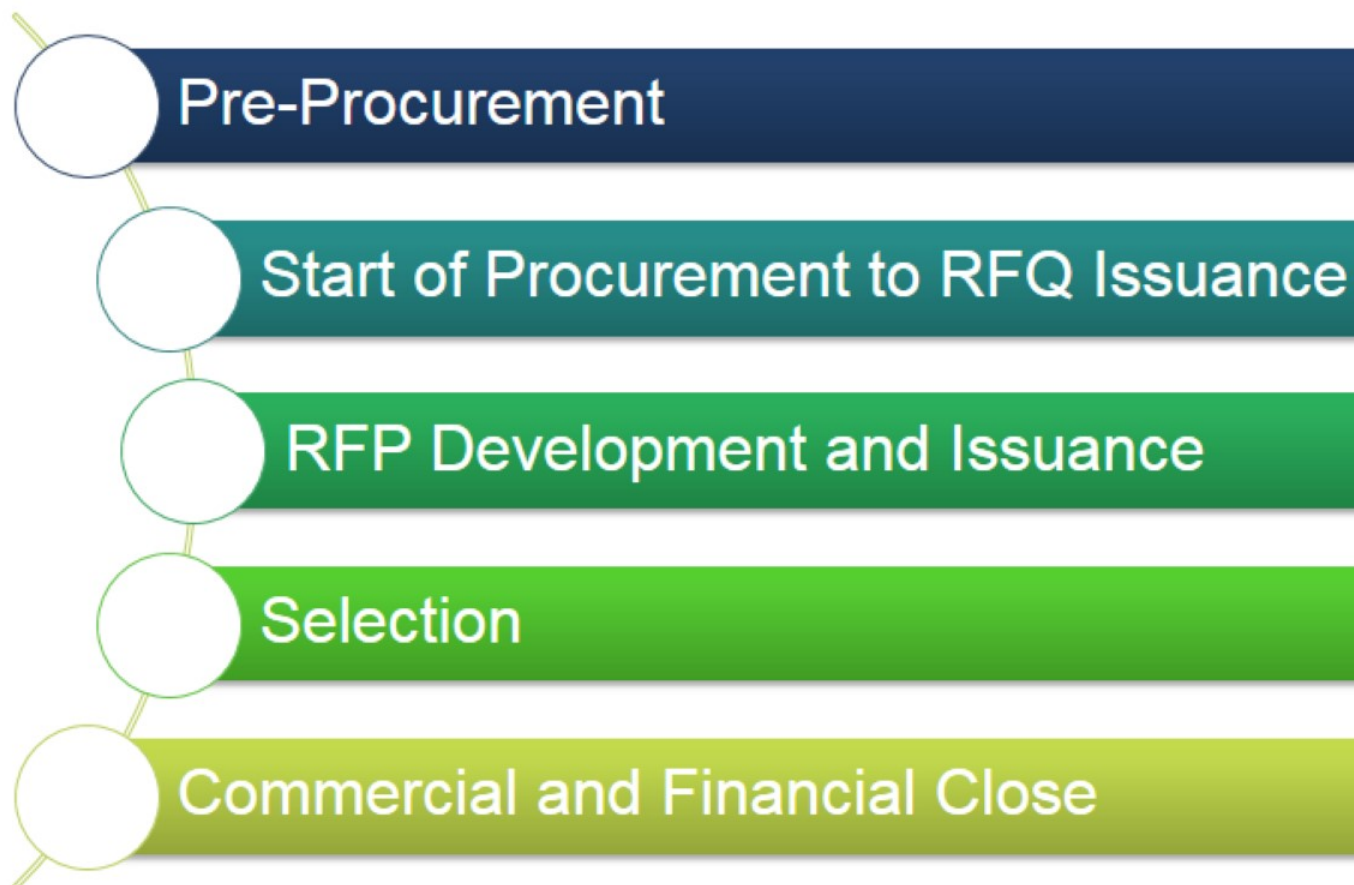 Pre-Procurement
Start of Procurement to RFQ Issuance
RFP Development and Issuance
Selection
Commercial and Financial Close